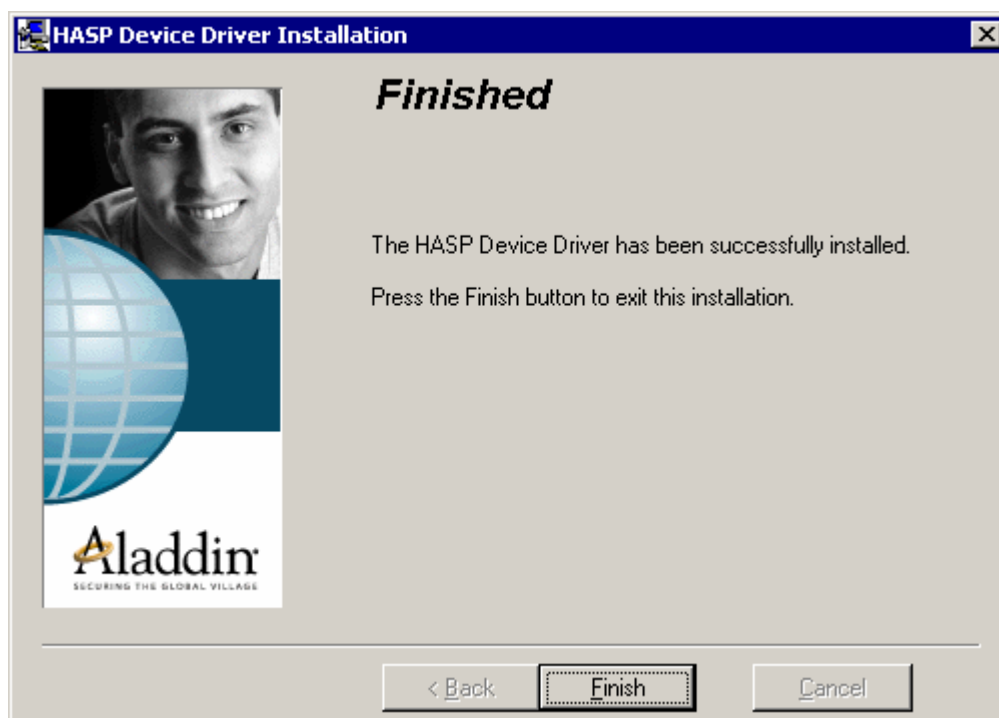 HASP Device Driver Installation
Finished
The HASP Device Driver has been successfully installed.
Press the Finish button to exit this installation.
Aladdin
SECURING THE GLOBAL VILLAGE
< Back
Finish
Cancel